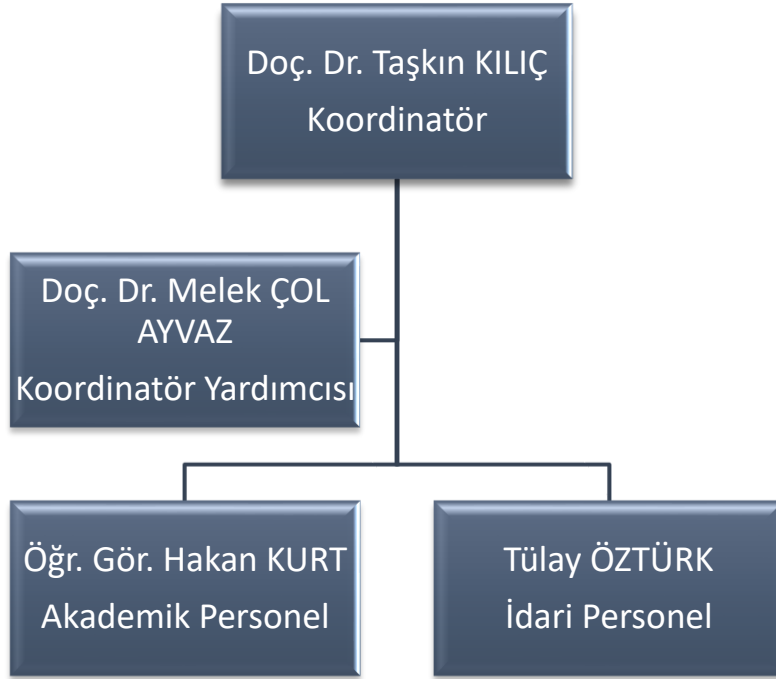 Doç. Dr. Taşkın KILIÇ
Koordinatör
Doç. Dr. Melek ÇOL
AYVAZ
Koordinatör Yardımcısı
Öğr. Gör. Hakan KURT
Akademik Personel
Tülay ÖZTÜRK
İdari Personel